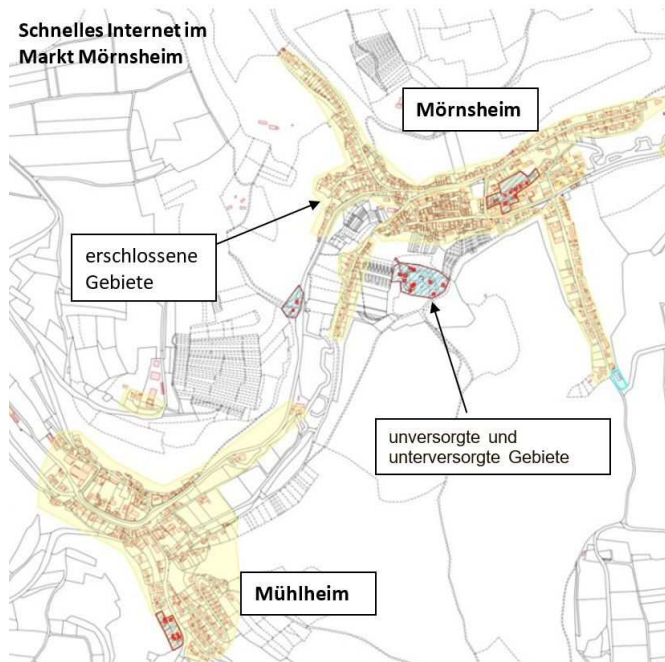 Schnelles Internet im
Markt Mörnsheim
Mörnsheim
erschlossene
Gebiete
unversorgte und
unterversorgte Gebiete
Mühlheim